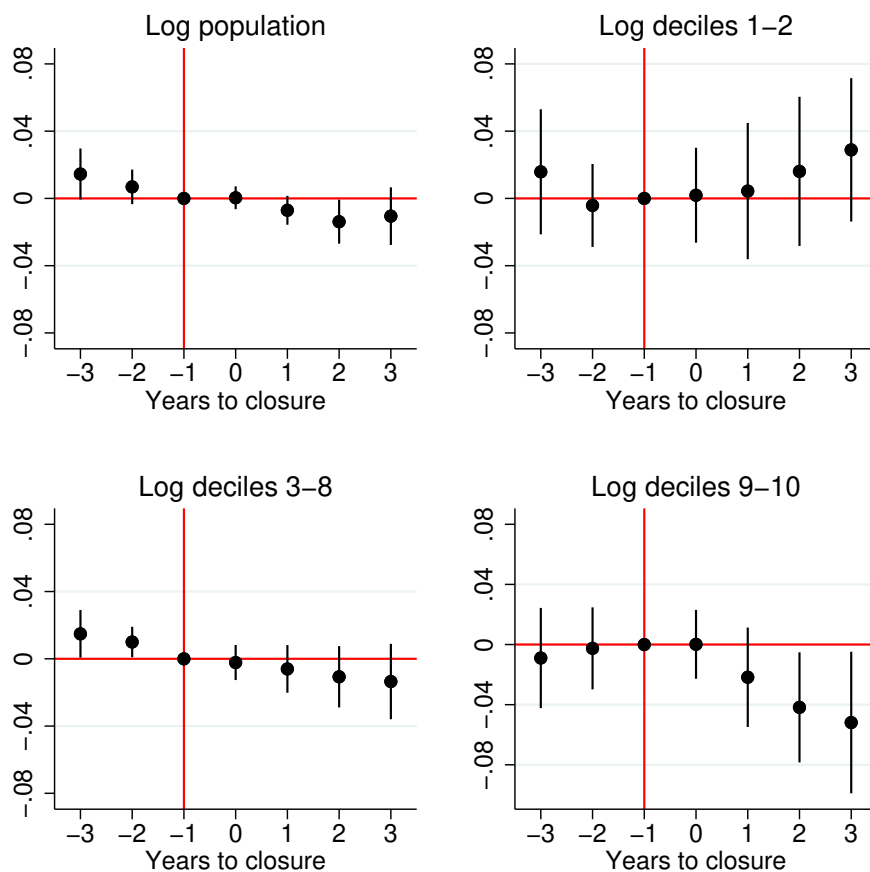 Log population
.08
.04
0
−.04
−.08
−3 −2 −1 0 1 2 3
Years to closure
Log deciles 1−2
.08
.04
0
−.04
−.08
−3 −2 −1 0 1 2 3
Years to closure
Log deciles 3−8
.08
.04
0
−.04
−.08
−3 −2 −1 0 1 2 3
Years to closure
Log deciles 9−10
.08
.04
0
−.04
−.08
−3 −2 −1 0 1 2 3
Years to closure